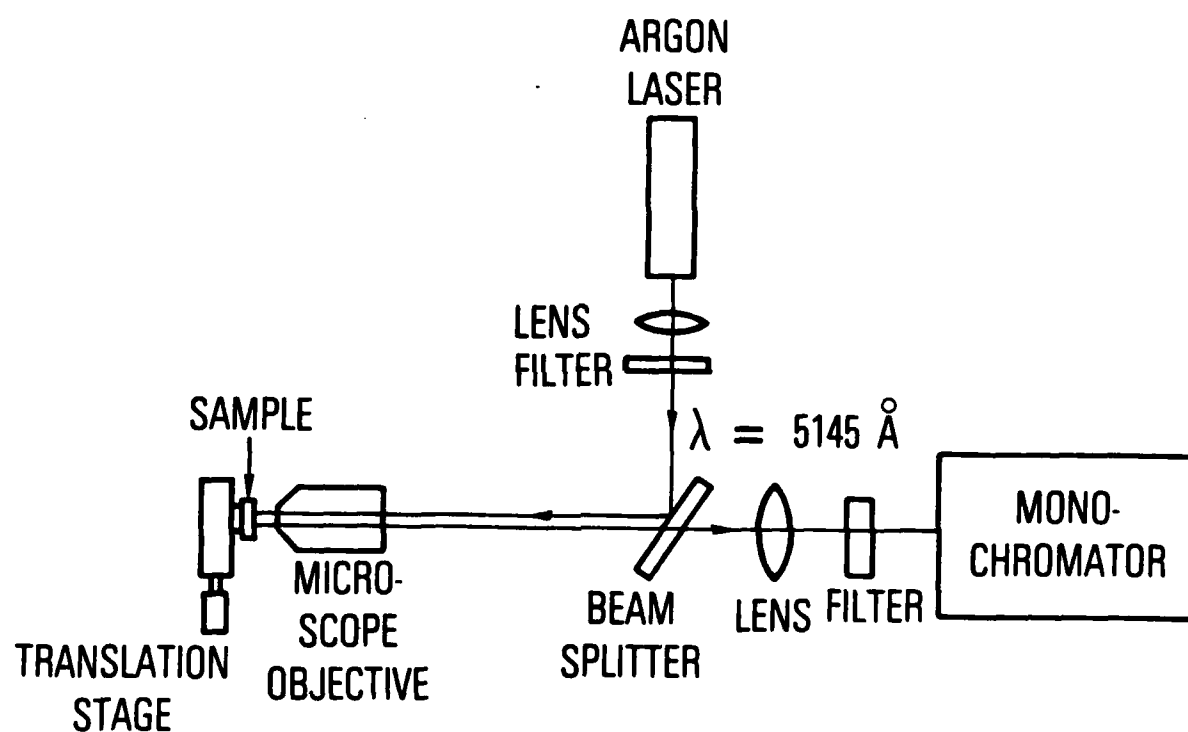 ARGON
LASER
LENS
FILTER
SAMPLE
λ = 5145 Å
MONO-
CHROMATOR
MICRO-
SCOPE
OBJECTIVE
BEAM
SPLITTER
LENS
FILTER
TRANSLATION
STAGE